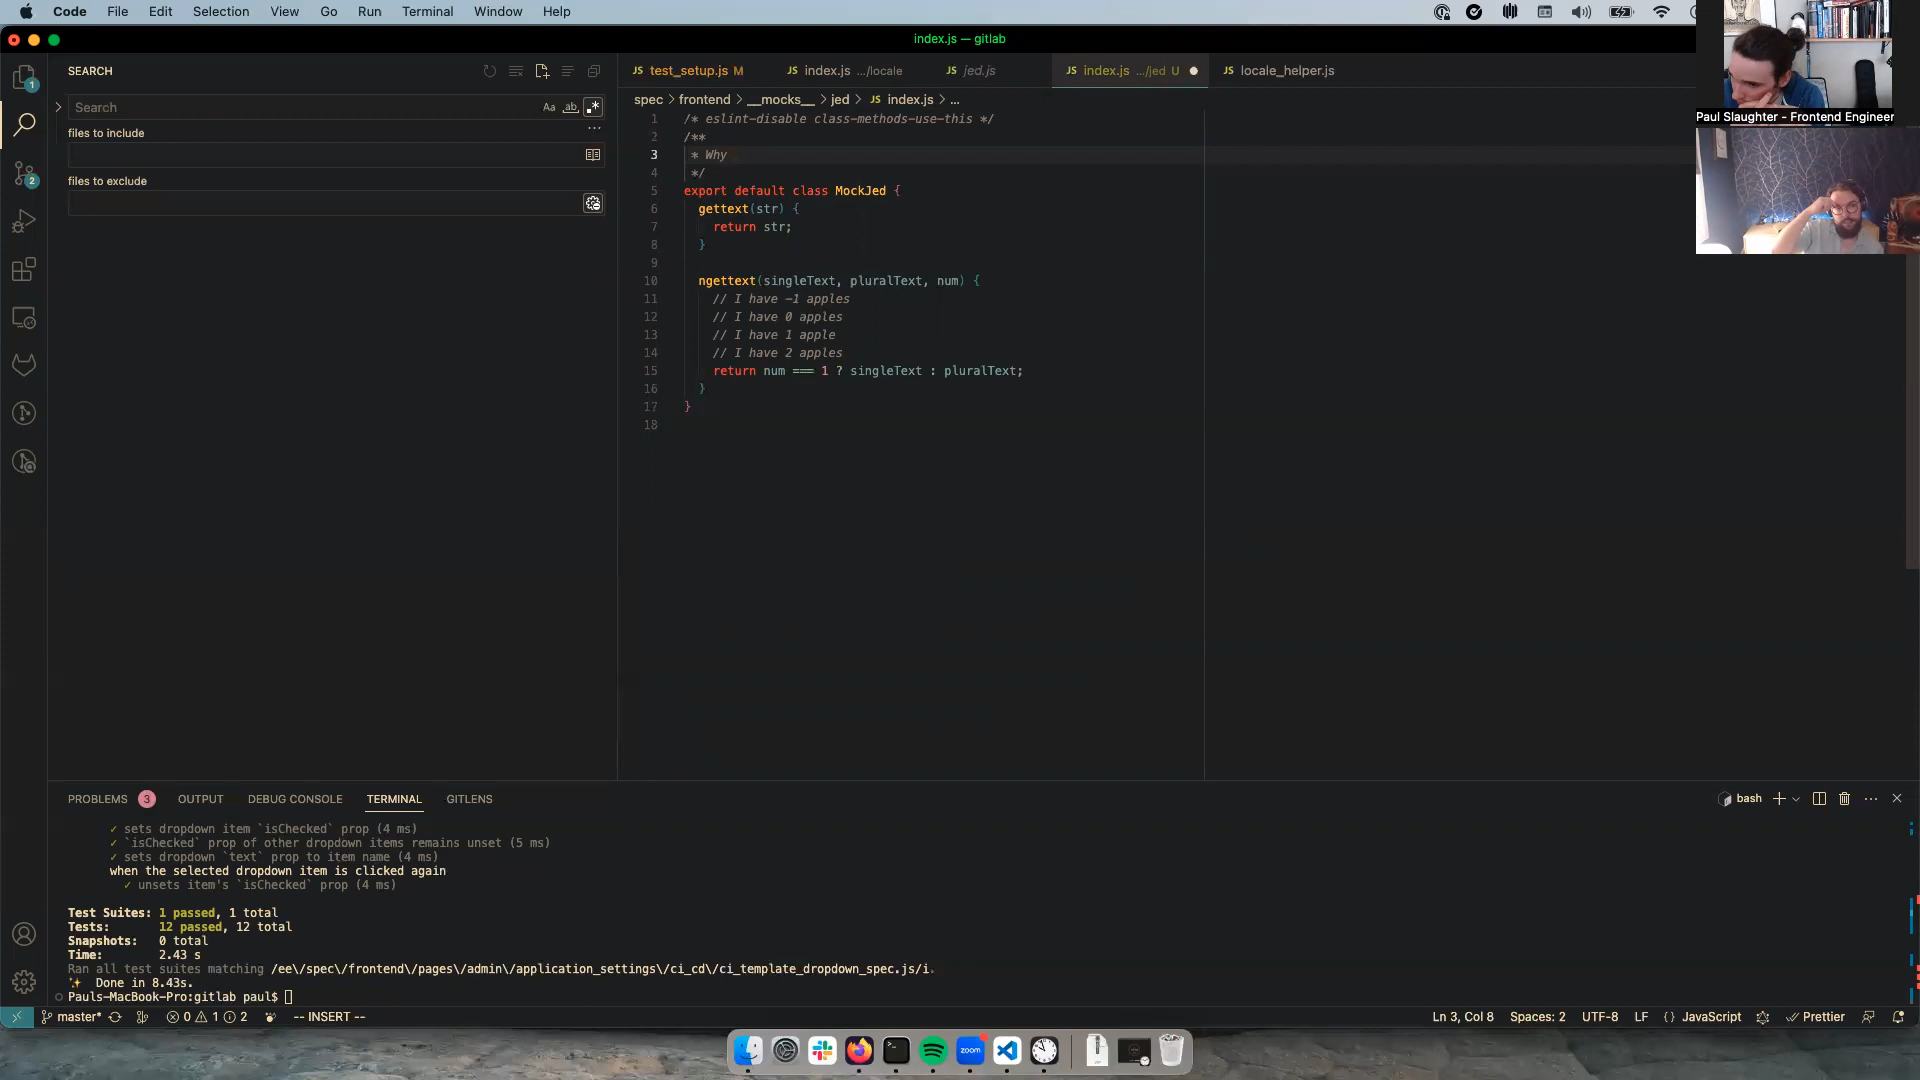 Code File Edit Selection View Go Run Terminal Window Help
index.js — gitlab
SEARCH
Search
Aa ab
files to include
files to exclude
JS test_setup.js M JS index.js .../locale JS jed.js JS index.js .../jed U JS locale_helper.js
spec > frontend > __mocks__ > jed > JS index.js > ...
1 /* eslint-disable class-methods-use-this */
2 /**
3 * Why
4 */
5 export default class MockJed {
6 gettext(str) {
7 return str;
8 }
9
10 ngettext(singleText, pluralText, num) {
11 // I have -1 apples
12 // I have 0 apples
13 // I have 1 apple
14 // I have 2 apples
15 return num === 1 ? singleText : pluralText;
16 }
17 }
18
Paul Slaughter - Frontend Engineer
1
2
PROBLEMS 3 OUTPUT DEBUG CONSOLE TERMINAL GITLENS
bash
✓ sets dropdown item `isChecked` prop (4 ms)
✓ `isChecked` prop of other dropdown items remains unset (5 ms)
✓ sets dropdown `text` prop to item name (4 ms)
when the selected dropdown item is clicked again
✓ unsets item's `isChecked` prop (4 ms)
Test Suites: 1 passed, 1 total
Tests: 12 passed, 12 total
Snapshots: 0 total
Time: 2.43 s
Ran all test suites matching /ee\/spec\/frontend\/pages\/admin\/application_settings\/ci_cd\/ci_template_dropdown_spec.js/i.
✨ Done in 8.43s.
Pauls-MacBook-Pro:gitlab paul$
master* 0 1 2 -- INSERT -- Ln 3, Col 8 Spaces: 2 UTF-8 LF {} JavaScript Prettier
zoom